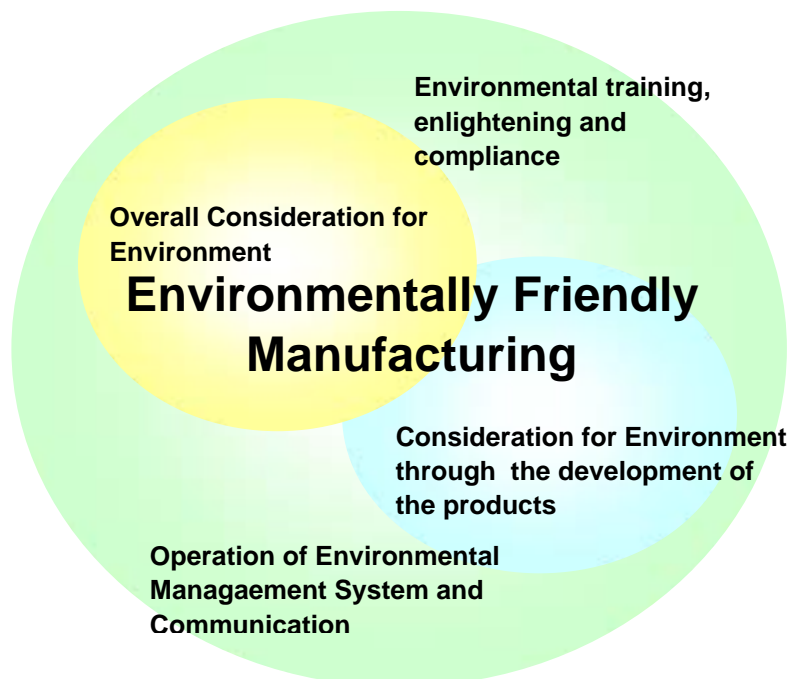 Environmental training,
enlightening and
compliance
Overall Consideration for
Environment
Environmentally Friendly
Manufacturing
Consideration for Environment
through the development of
the products
Operation of Environmental
Managaement System and
Communication